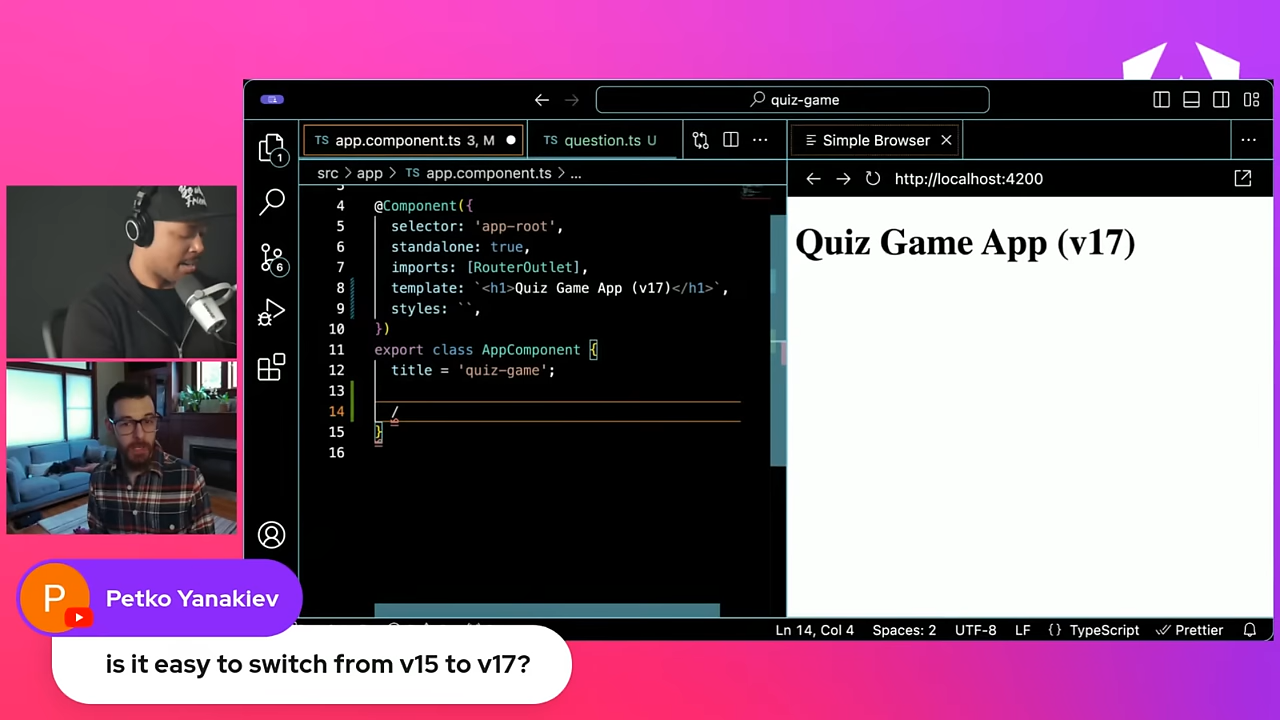 quiz-game
TS app.component.ts 3, M
TS question.ts U
Simple Browser
src > app > TS app.component.ts > ...
http://localhost:4200
4 @Component({
5 selector: 'app-root',
6 standalone: true,
7 imports: [RouterOutlet],
8 template: `<h1>Quiz Game App (v17)</h1>`,
9 styles: ``,
10 })
11 export class AppComponent {
12 title = 'quiz-game';
13
14 /
15 }
16
Quiz Game App (v17)
1
6
Ln 14, Col 4
Spaces: 2
UTF-8
LF
{} TypeScript
Prettier
P
Petko Yanakiev
is it easy to switch from v15 to v17?